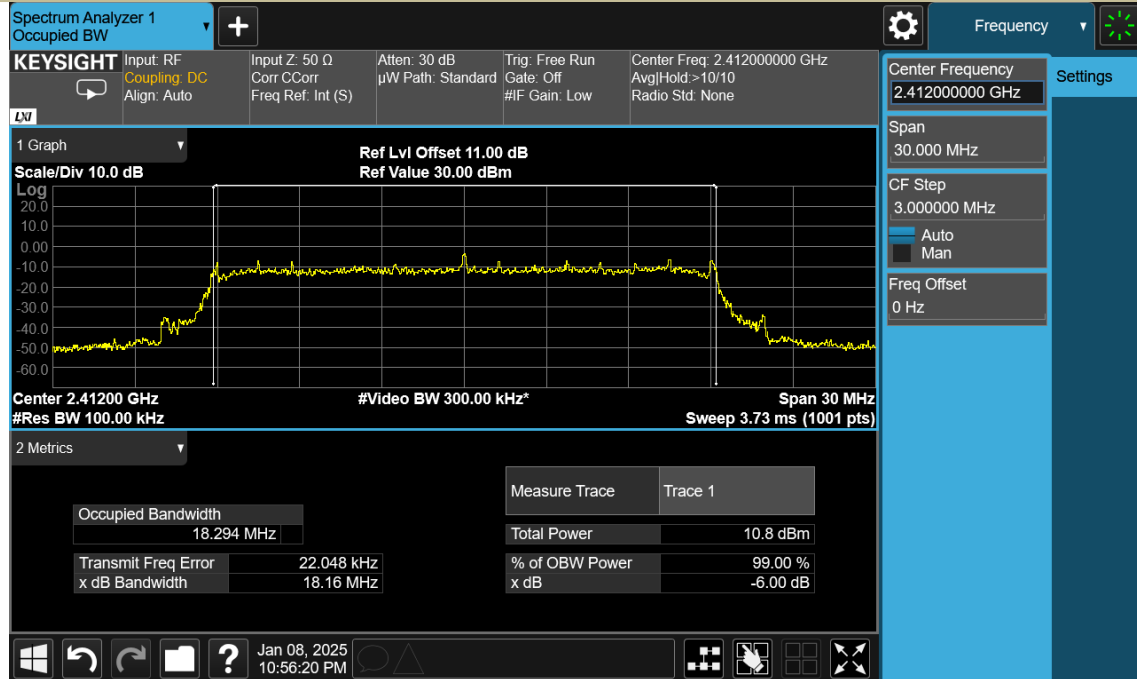 Spectrum Analyzer 1
Occupied BW
+
Frequency
KEYSIGHT
LXI
Input: RF
Coupling: DC
Align: Auto
Input Z: 50 Ω
Corr CCorr
Freq Ref: Int (S)
Atten: 30 dB
µW Path: Standard
Trig: Free Run
Gate: Off
#IF Gain: Low
Center Freq: 2.412000000 GHz
Avg|Hold:>10/10
Radio Std: None
Center Frequency
2.412000000 GHz
Settings
Span
30.000 MHz
CF Step
3.000000 MHz
Auto
Man
Freq Offset
0 Hz
1 Graph
Scale/Div 10.0 dB
Ref Lvl Offset 11.00 dB
Ref Value 30.00 dBm
Log
20.0
10.0
0.00
-10.0
-20.0
-30.0
-40.0
-50.0
-60.0
Center 2.41200 GHz
#Video BW 300.00 kHz*
Span 30 MHz
#Res BW 100.00 kHz
Sweep 3.73 ms (1001 pts)
2 Metrics
Measure Trace Trace 1
Occupied Bandwidth
18.294 MHz
Total Power 10.8 dBm
Transmit Freq Error 22.048 kHz
% of OBW Power 99.00 %
x dB Bandwidth 18.16 MHz
x dB -6.00 dB
?
Jan 08, 2025
10:56:20 PM